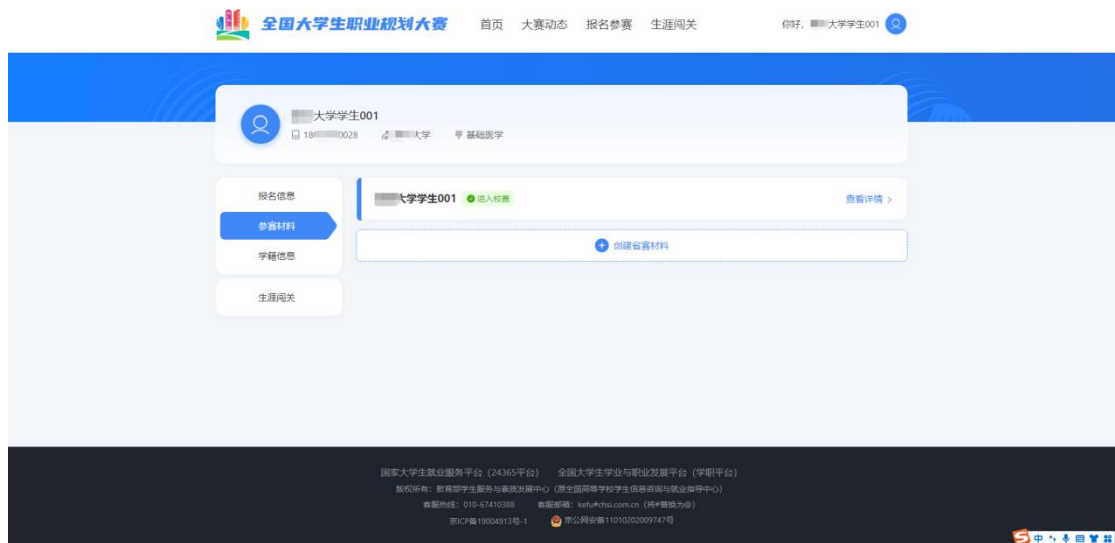 全国大学生职业规划大赛 首页 大赛动态 报名参赛 生涯闯关 你好, 大学学生001
大学学生001
18 0028 大学 基础医学
报名信息
参赛材料
学籍信息
生涯闯关
大学学生001 进入校赛 查看详情 >
创建省赛材料
国家大学生就业服务平台（24365平台） 全国大学生学业与职业发展平台（学职平台）
版权所有：教育部学生服务与素质发展中心（原全国高等学校学生信息咨询与就业指导中心）
客服热线：010-67410388 客服邮箱：kefu#chsi.com.cn（将#替换为@）
京ICP备19004913号-1 京公网安备11010202009747号
中